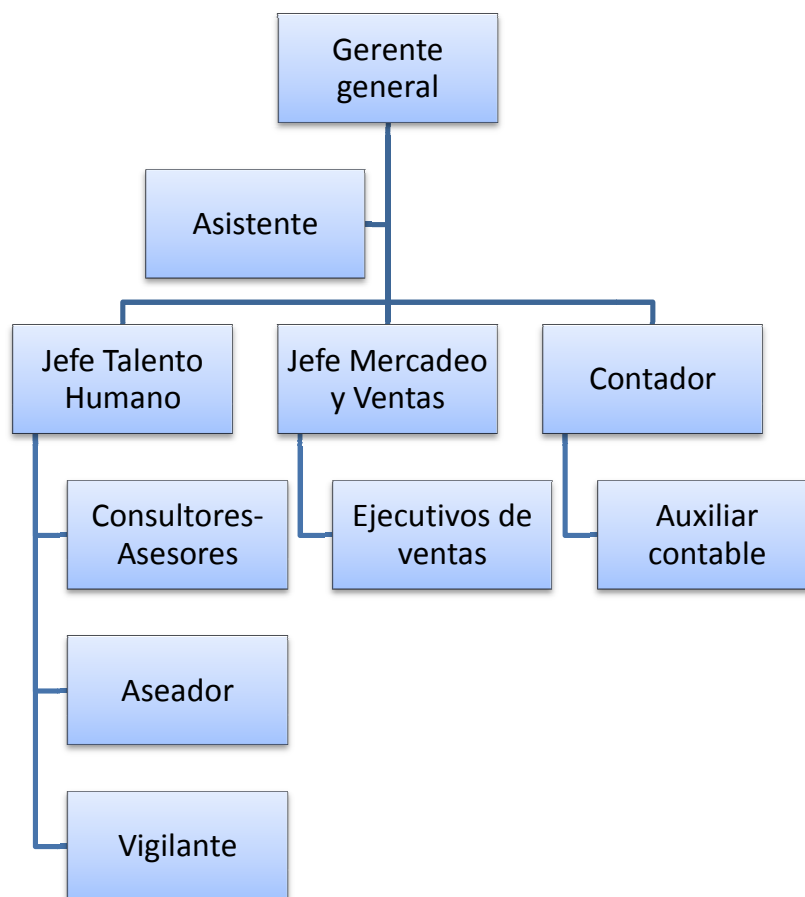 Gerente
general
Asistente
Jefe Talento
Humano
Jefe Mercadeo
y Ventas
Contador
Consultores-
Asesores
Ejecutivos de
ventas
Auxiliar
contable
Aseador
Vigilante